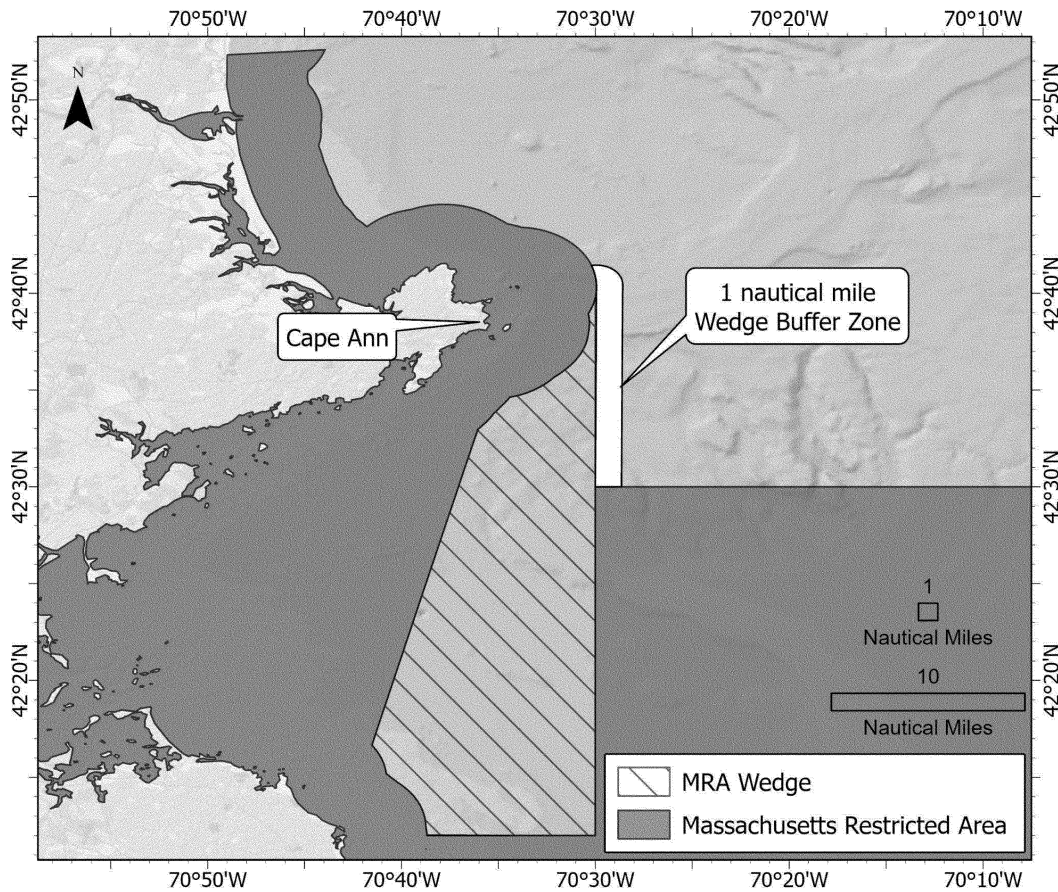 70°50'W 70°40'W 70°30'W 70°20'W 70°10'W
42°50'N 42°50'N
N
42°40'N 42°40'N
1 nautical mile
Wedge Buffer Zone
Cape Ann
42°30'N 42°30'N
1
Nautical Miles
42°20'N 42°20'N
10
Nautical Miles
MRA Wedge
Massachusetts Restricted Area
70°50'W 70°40'W 70°30'W 70°20'W 70°10'W